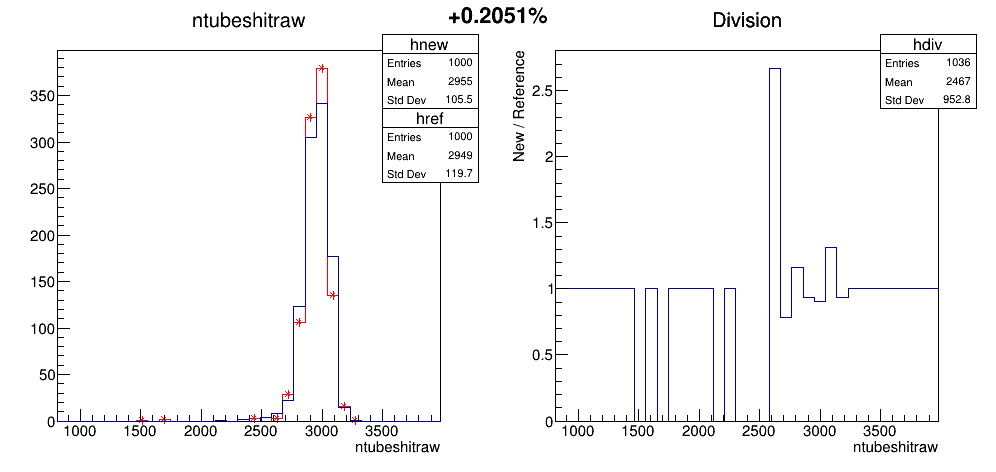 +0.2051%
ntubeshitraw
hnew
Entries 1000
Mean 2955
Std Dev 105.5
href
Entries 1000
Mean 2949
Std Dev 119.7
350
300
250
200
150
100
50
0
1000 1500 2000 2500 3000 3500
ntubeshitraw
Division
hdiv
Entries 1036
Mean 2467
Std Dev 952.8
New / Reference
2.5
2
1.5
1
0.5
0
1000 1500 2000 2500 3000 3500
ntubeshitraw